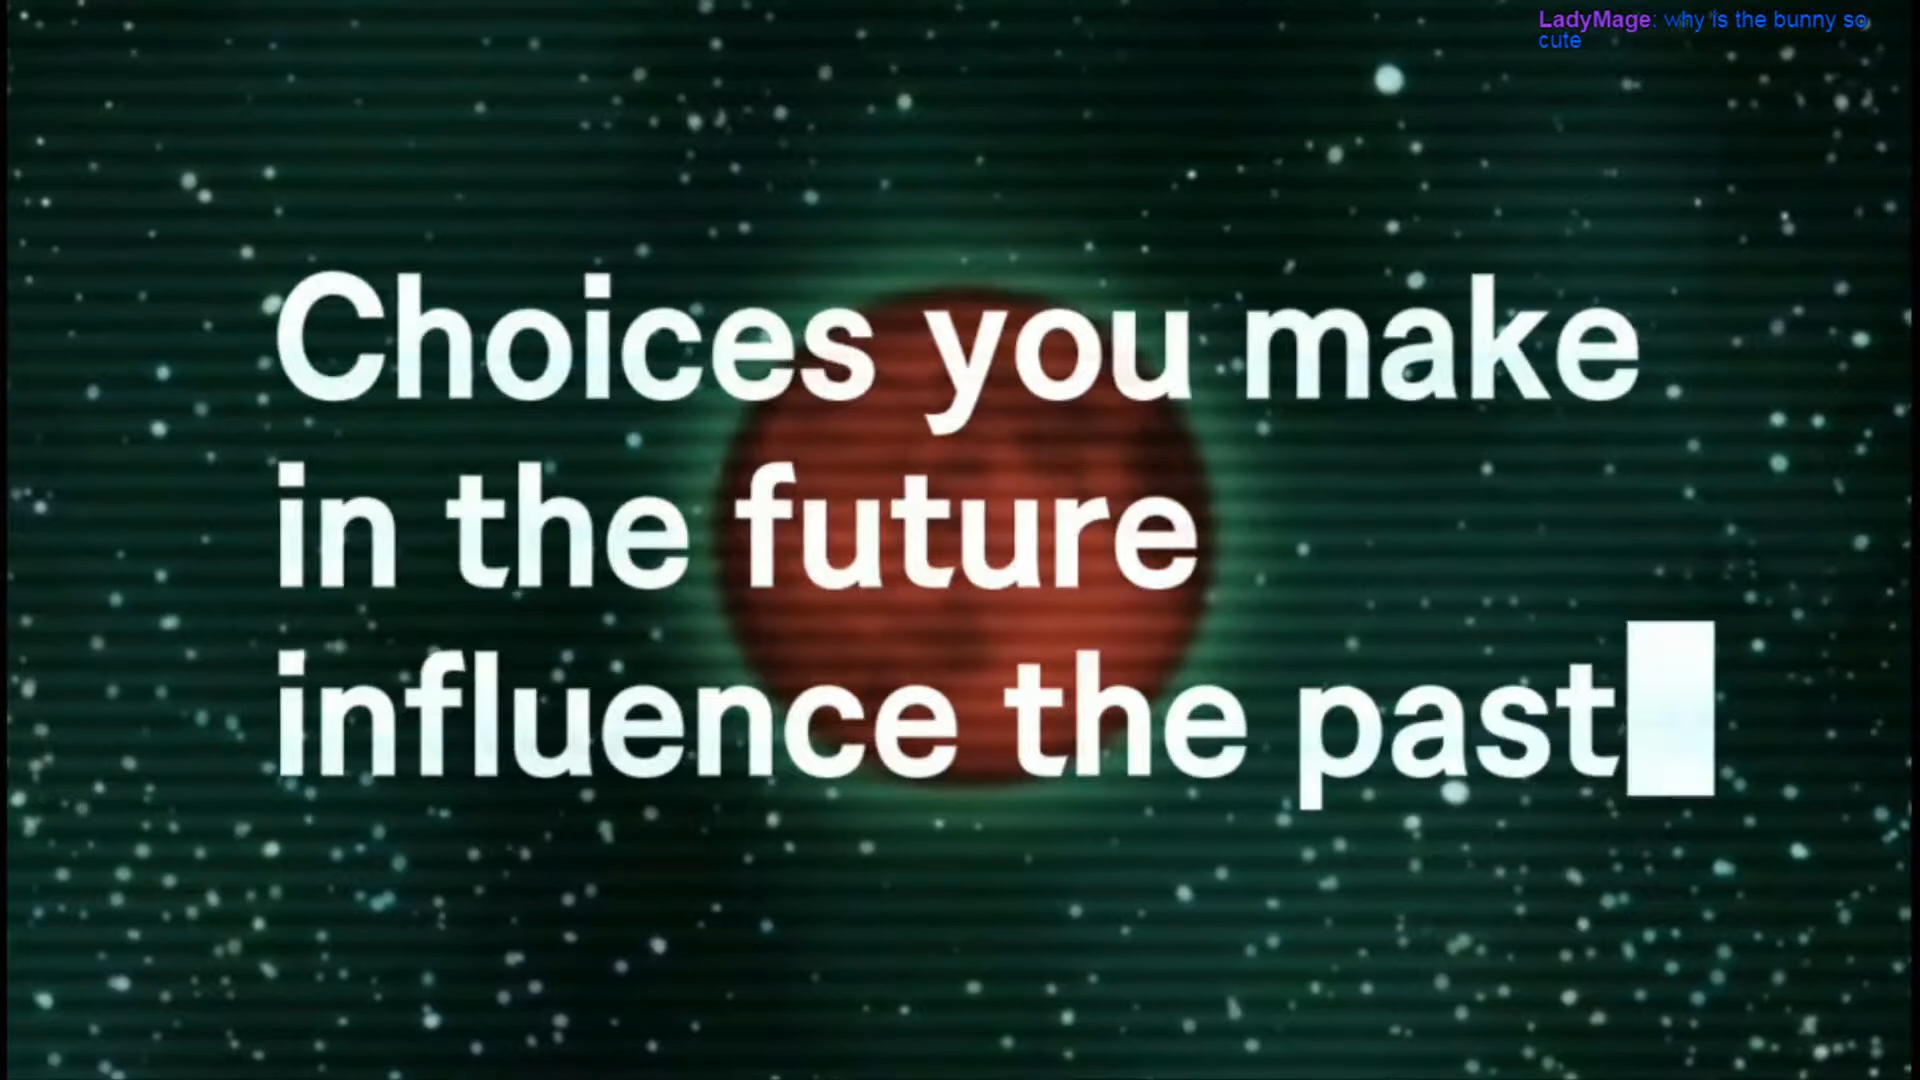 LadyMage: why is the bunny so
cute
Choices you make
in the future
influence the past